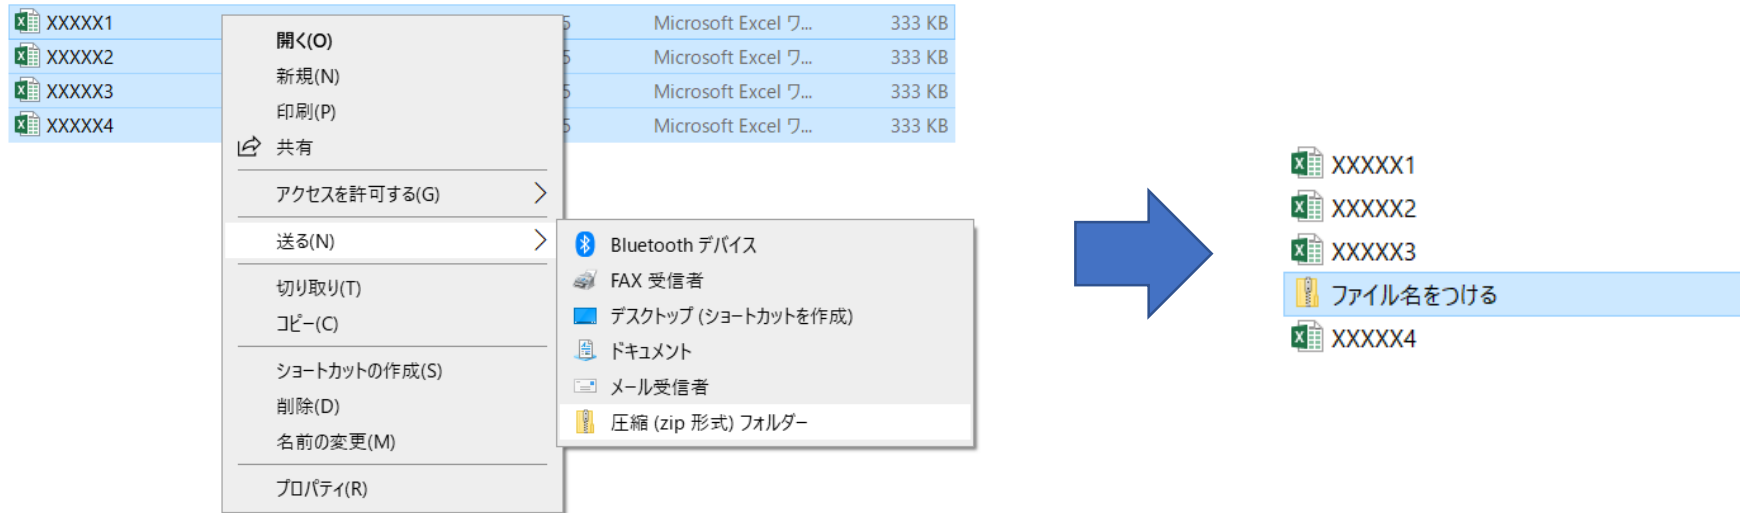 XXXXX1 5 Microsoft Excel ワ... 333 KB
XXXXX2 5 Microsoft Excel ワ... 333 KB
XXXXX3 5 Microsoft Excel ワ... 333 KB
XXXXX4 5 Microsoft Excel ワ... 333 KB
開く(O)
新規(N)
印刷(P)
共有
アクセスを許可する(G)
送る(N)
切り取り(T)
コピー(C)
ショートカットの作成(S)
削除(D)
名前の変更(M)
プロパティ(R)
Bluetooth デバイス
FAX 受信者
デスクトップ (ショートカットを作成)
ドキュメント
メール受信者
圧縮 (zip 形式) フォルダー
XXXXX1
XXXXX2
XXXXX3
ファイル名をつける
XXXXX4